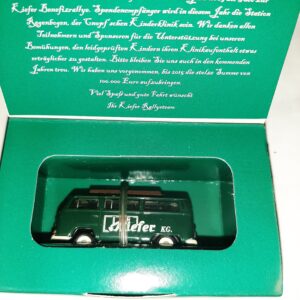 Kiefer Benefizrallye. Spendenempfänger wird in diesem Jahr die Station
Regenbogen, der Hmpf'schen Kinderklinik sein. Wir danken allen
Teilnehmern und Sponsoren für die Unterstützung bei unseren
Bemühungen, den leidgeprüften Kindern ihren Klinikaufenthalt etwas
erträglicher zu gestalten. Bitte bleiben Sie uns auch in den kommenden
Jahren treu. Wir haben uns vorgenommen, bis 2015 die stolze Summe von
100.000 Euro aufzubringen.
Viel Spaß und gute Fahrt wünscht
Ihr Kiefer Rallyeteam
Kiefer KG.